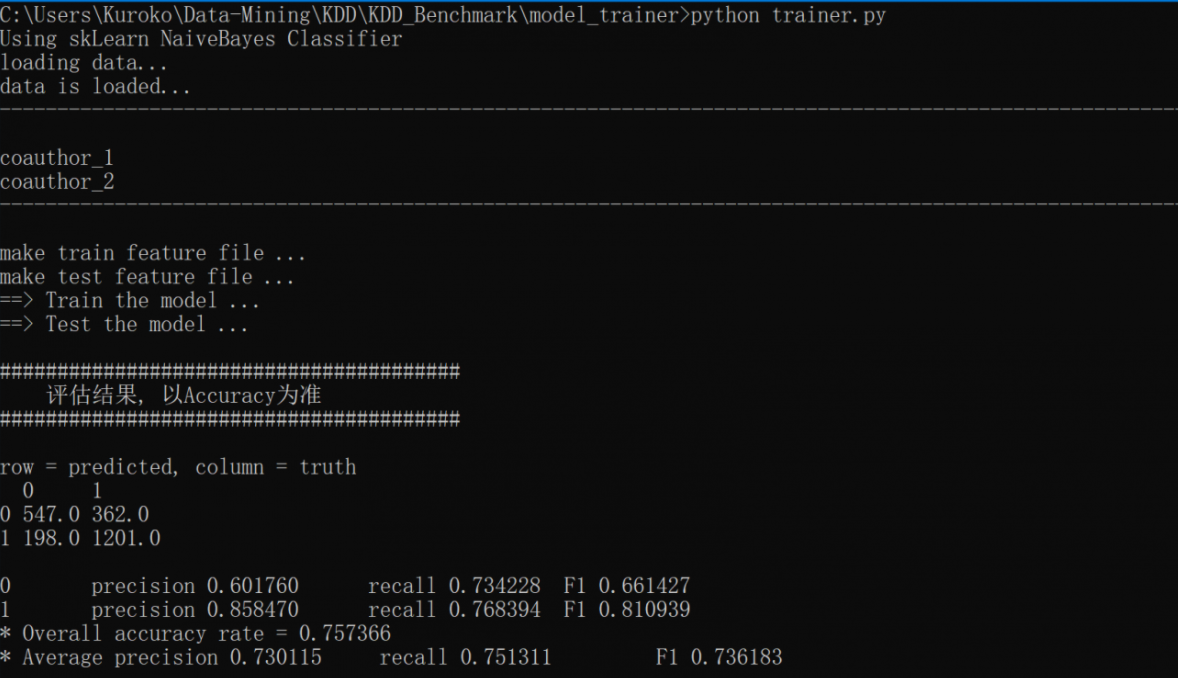 C:\Users\Kuroko\Data-Mining\KDD\KDD_Benchmark\model_trainer>python trainer.py
Using skLearn NaiveBayes Classifier
loading data...
data is loaded...
----------------------------------------------------------------------------------------------------
coauthor_1
coauthor_2
----------------------------------------------------------------------------------------------------
make train feature file ...
make test feature file ...
==> Train the model ...
==> Test the model ...
########################################
评估结果, 以Accuracy为准
########################################
row = predicted, column = truth
0 1
0 547.0 362.0
1 198.0 1201.0
0 precision 0.601760 recall 0.734228 F1 0.661427
1 precision 0.858470 recall 0.768394 F1 0.810939
* Overall accuracy rate = 0.757366
* Average precision 0.730115 recall 0.751311 F1 0.736183